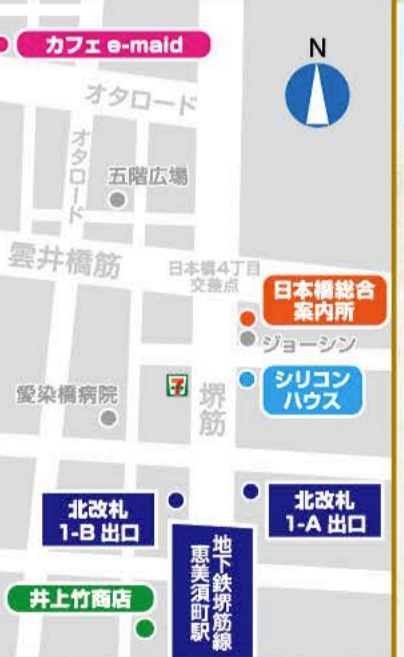 カフェ e-maid
N
オタロード
オタロード
五階広場
雲井橋筋
日本橋4丁目
交差点
日本橋総合
案内所
ジョーシン
シリコン
ハウス
7
愛染橋病院
堺筋
北改札
1-B 出口
北改札
1-A 出口
地下鉄堺筋線
恵美須町駅
井上竹商店